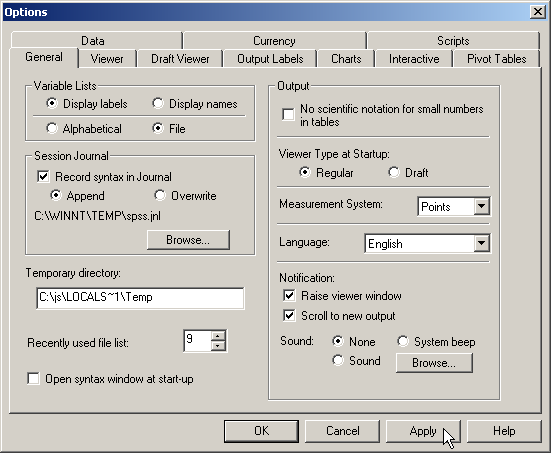 Options
Data Currency Scripts
General Viewer Draft Viewer Output Labels Charts Interactive Pivot Tables
Variable Lists
Display labels Display names
Alphabetical File
Session Journal
Record syntax in Journal
Append Overwrite
C:\WINNT\TEMP\spss.jnl
Browse...
Temporary directory:
C:\js\LOCALS~1\Temp
Recently used file list: 9
Open syntax window at start-up
Output
No scientific notation for small numbers
in tables
Viewer Type at Startup:
Regular Draft
Measurement System: Points
Language: English
Notification:
Raise viewer window
Scroll to new output
Sound: None System beep
Sound Browse...
OK Cancel Apply Help